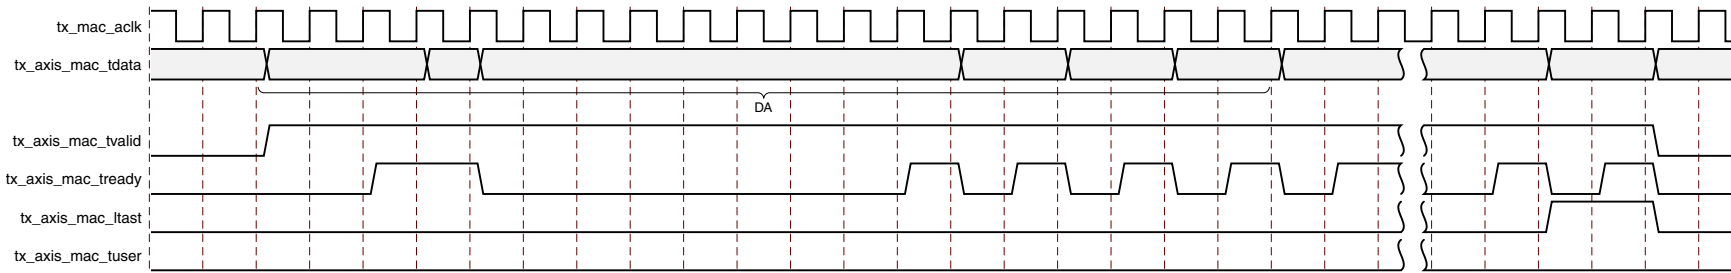 tx_mac_aclk
tx_axis_mac_tdata
DA
tx_axis_mac_tvalid
tx_axis_mac_tready
tx_axis_mac_ltast
tx_axis_mac_tuser